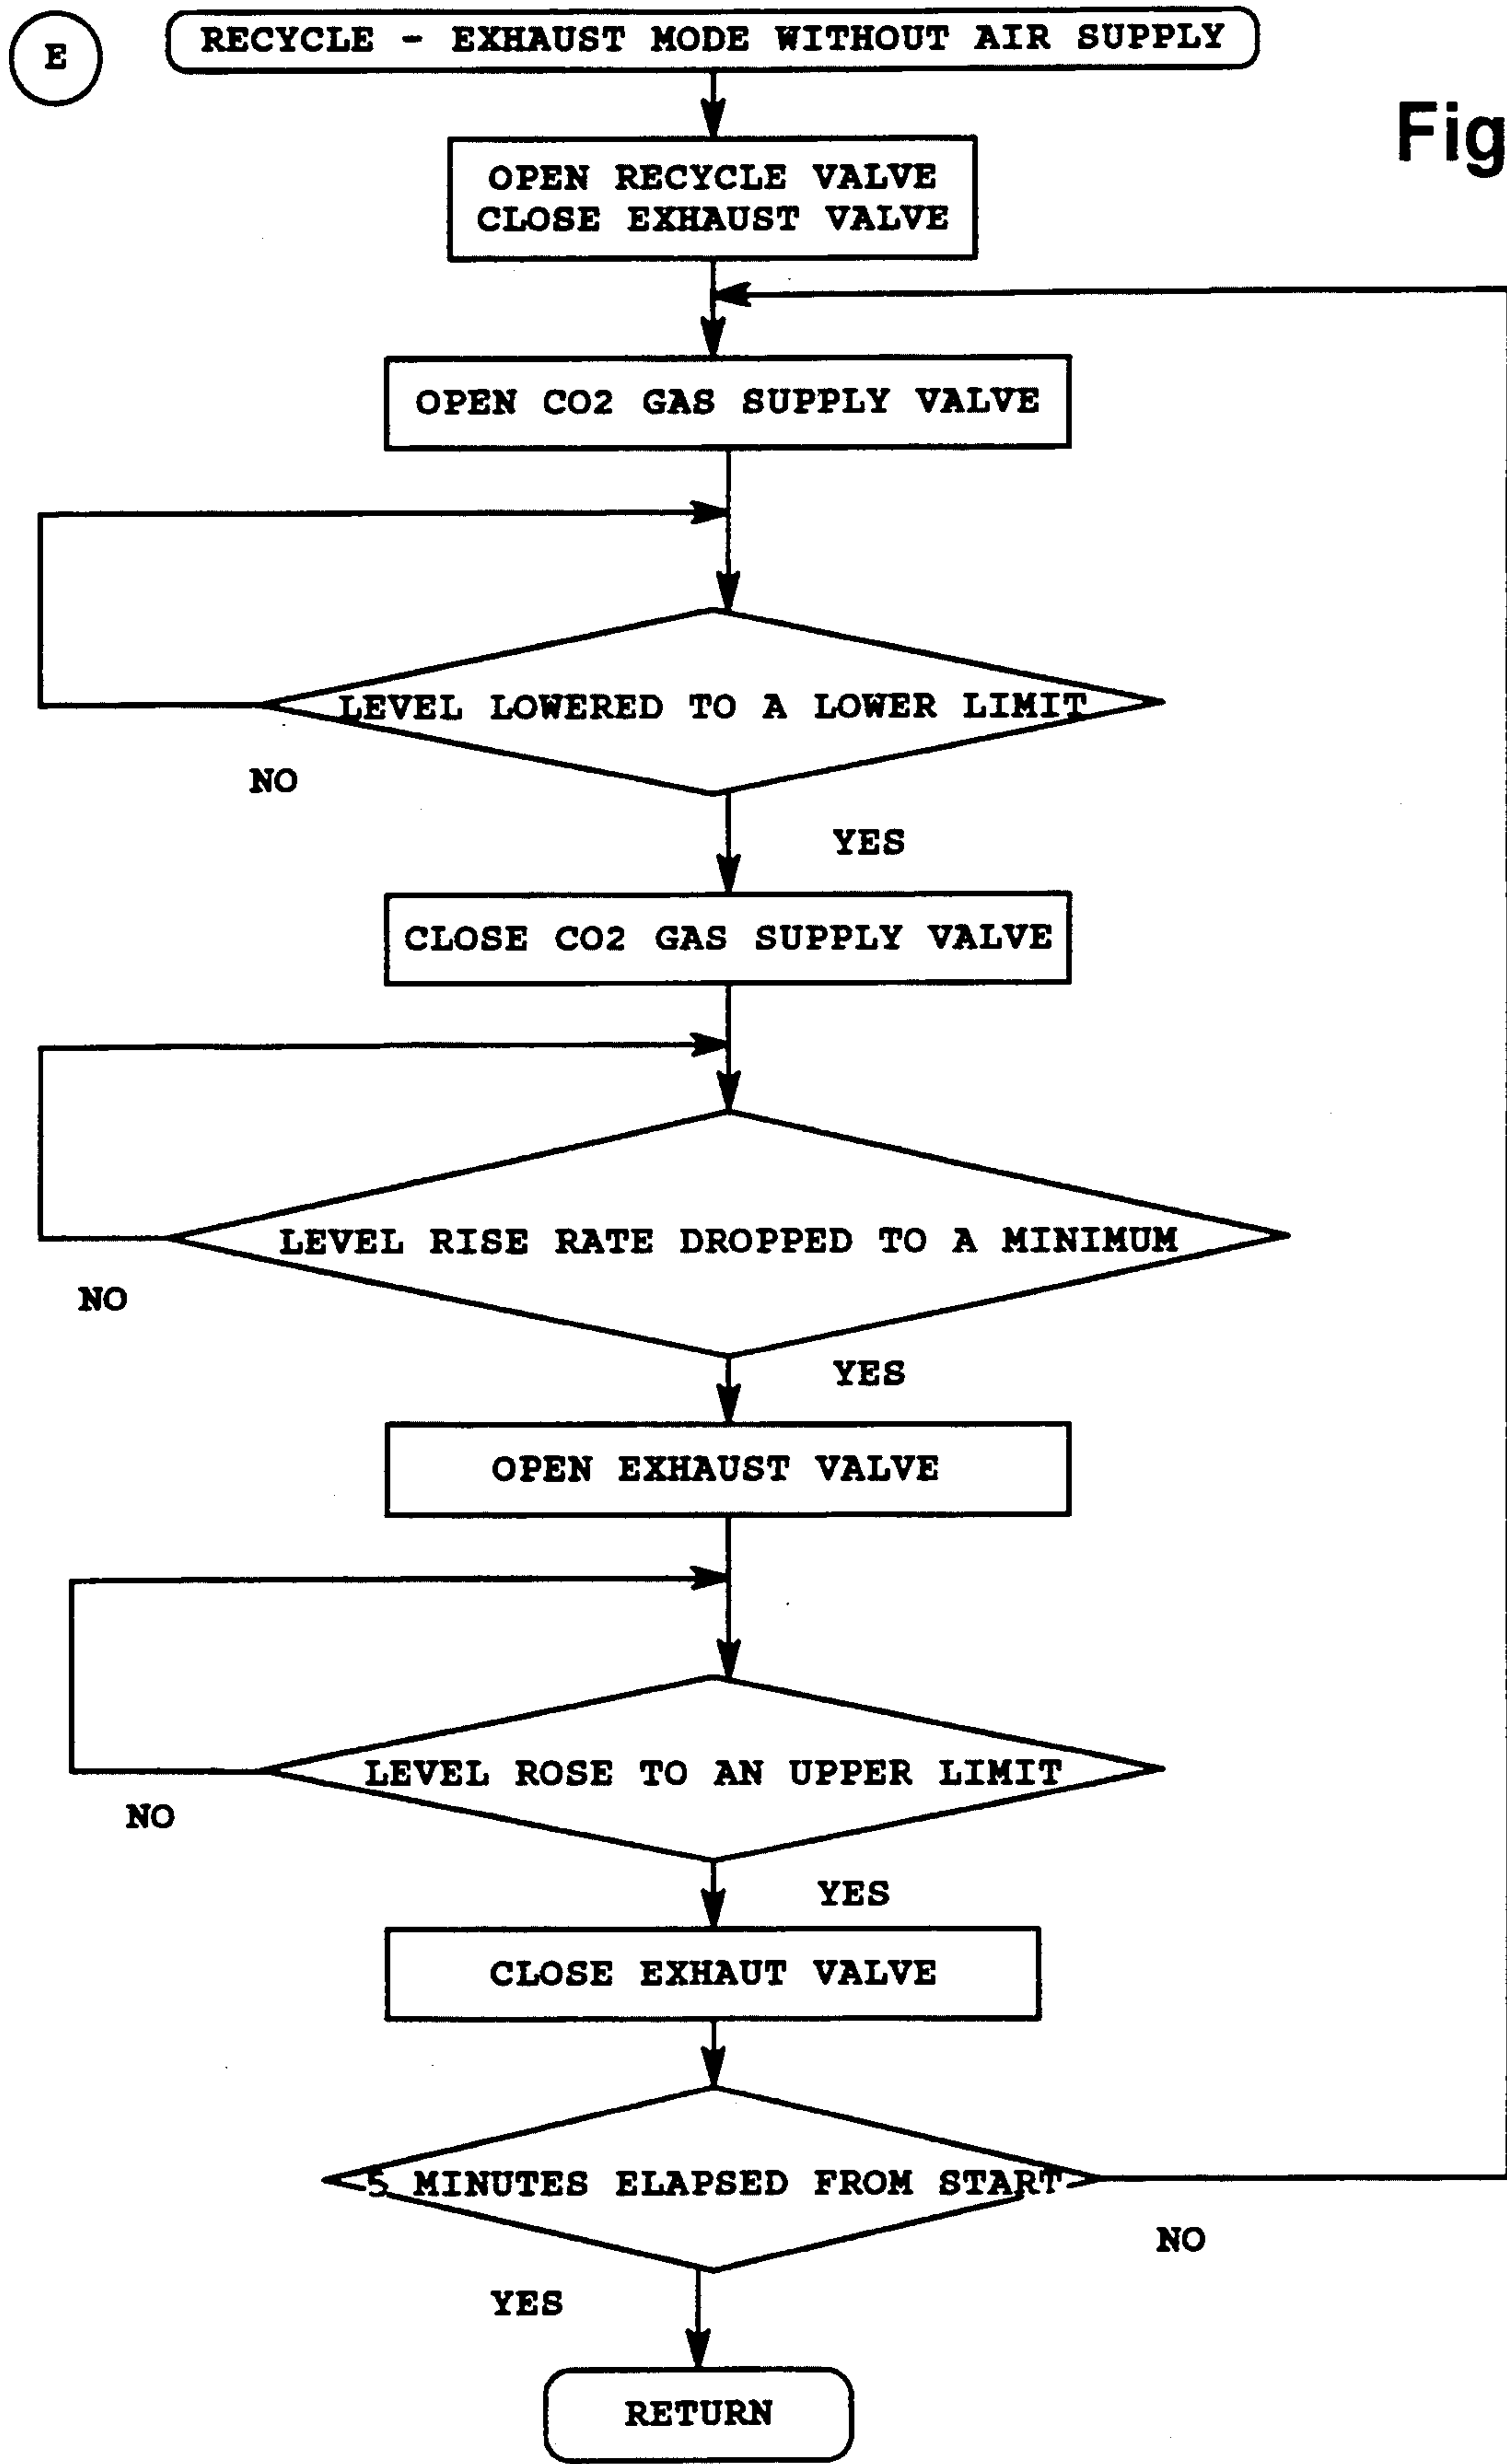 E
RECYCLE - EXHAUST MODE WITHOUT AIR SUPPLY
Fig
OPEN RECYCLE VALVE
CLOSE EXHAUST VALVE
OPEN CO2 GAS SUPPLY VALVE
LEVEL LOWERED TO A LOWER LIMIT
NO
YES
CLOSE CO2 GAS SUPPLY VALVE
LEVEL RISE RATE DROPPED TO A MINIMUM
NO
YES
OPEN EXHAUST VALVE
LEVEL ROSE TO AN UPPER LIMIT
NO
YES
CLOSE EXHAUT VALVE
5 MINUTES ELAPSED FROM START
NO
YES
RETURN